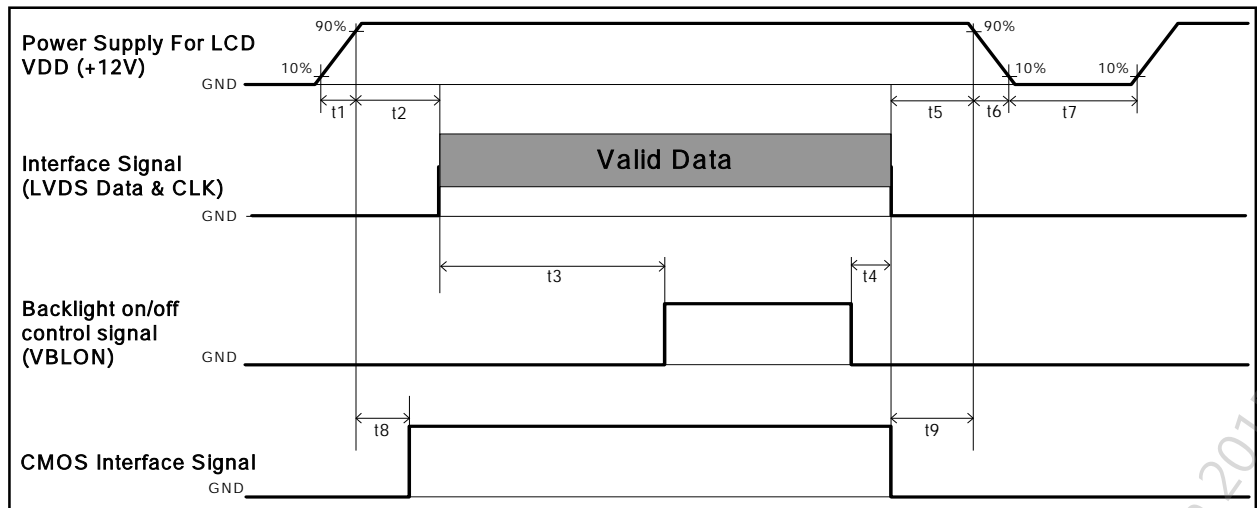 Power Supply For LCD
VDD (+12V)
GND
10%
90%
90%
10%
10%
t1
t2
t5
t6
t7
Interface Signal
(LVDS Data & CLK)
GND
Valid Data
t3
t4
Backlight on/off
control signal
(VBLON)
GND
t8
t9
CMOS Interface Signal
GND